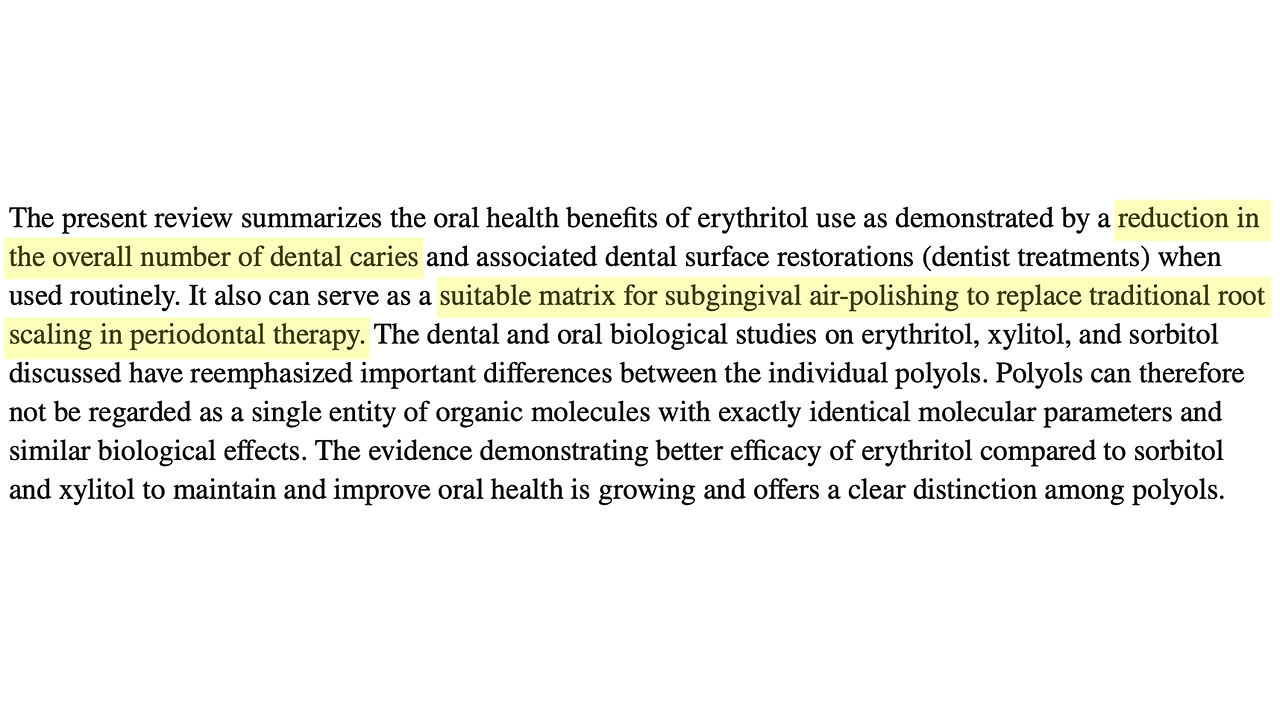 The present review summarizes the oral health benefits of erythritol use as demonstrated by a reduction in
the overall number of dental caries and associated dental surface restorations (dentist treatments) when
used routinely. It also can serve as a suitable matrix for subgingival air-polishing to replace traditional root
scaling in periodontal therapy. The dental and oral biological studies on erythritol, xylitol, and sorbitol
discussed have reemphasized important differences between the individual polyols. Polyols can therefore
not be regarded as a single entity of organic molecules with exactly identical molecular parameters and
similar biological effects. The evidence demonstrating better efficacy of erythritol compared to sorbitol
and xylitol to maintain and improve oral health is growing and offers a clear distinction among polyols.